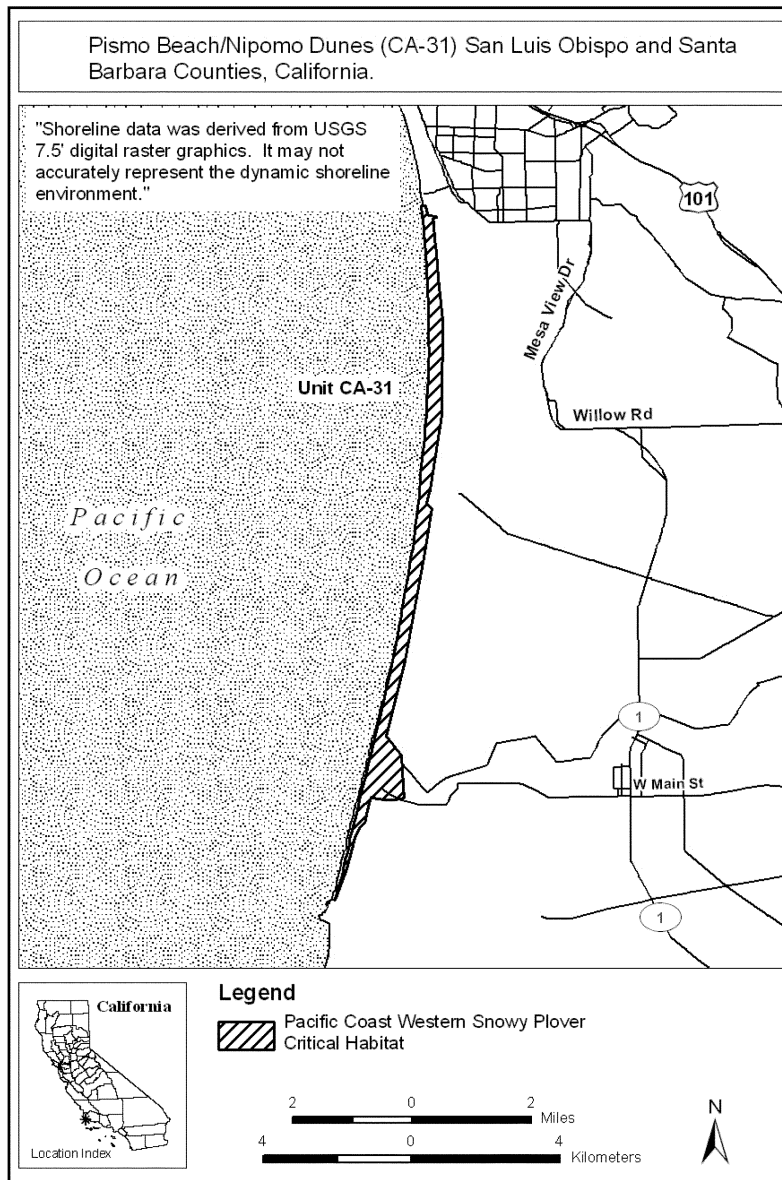 Pismo Beach/Nipomo Dunes (CA-31) San Luis Obispo and Santa
Barbara Counties, California.
"Shoreline data was derived from USGS
7.5' digital raster graphics. It may not
accurately represent the dynamic shoreline
environment."
101
Mesa View Dr
Unit CA-31
Willow Rd
Pacific
Ocean
1
W Main St
1
California
Location Index
Legend
Pacific Coast Western Snowy Plover
Critical Habitat
2 0 2
Miles
4 0 4
Kilometers
N